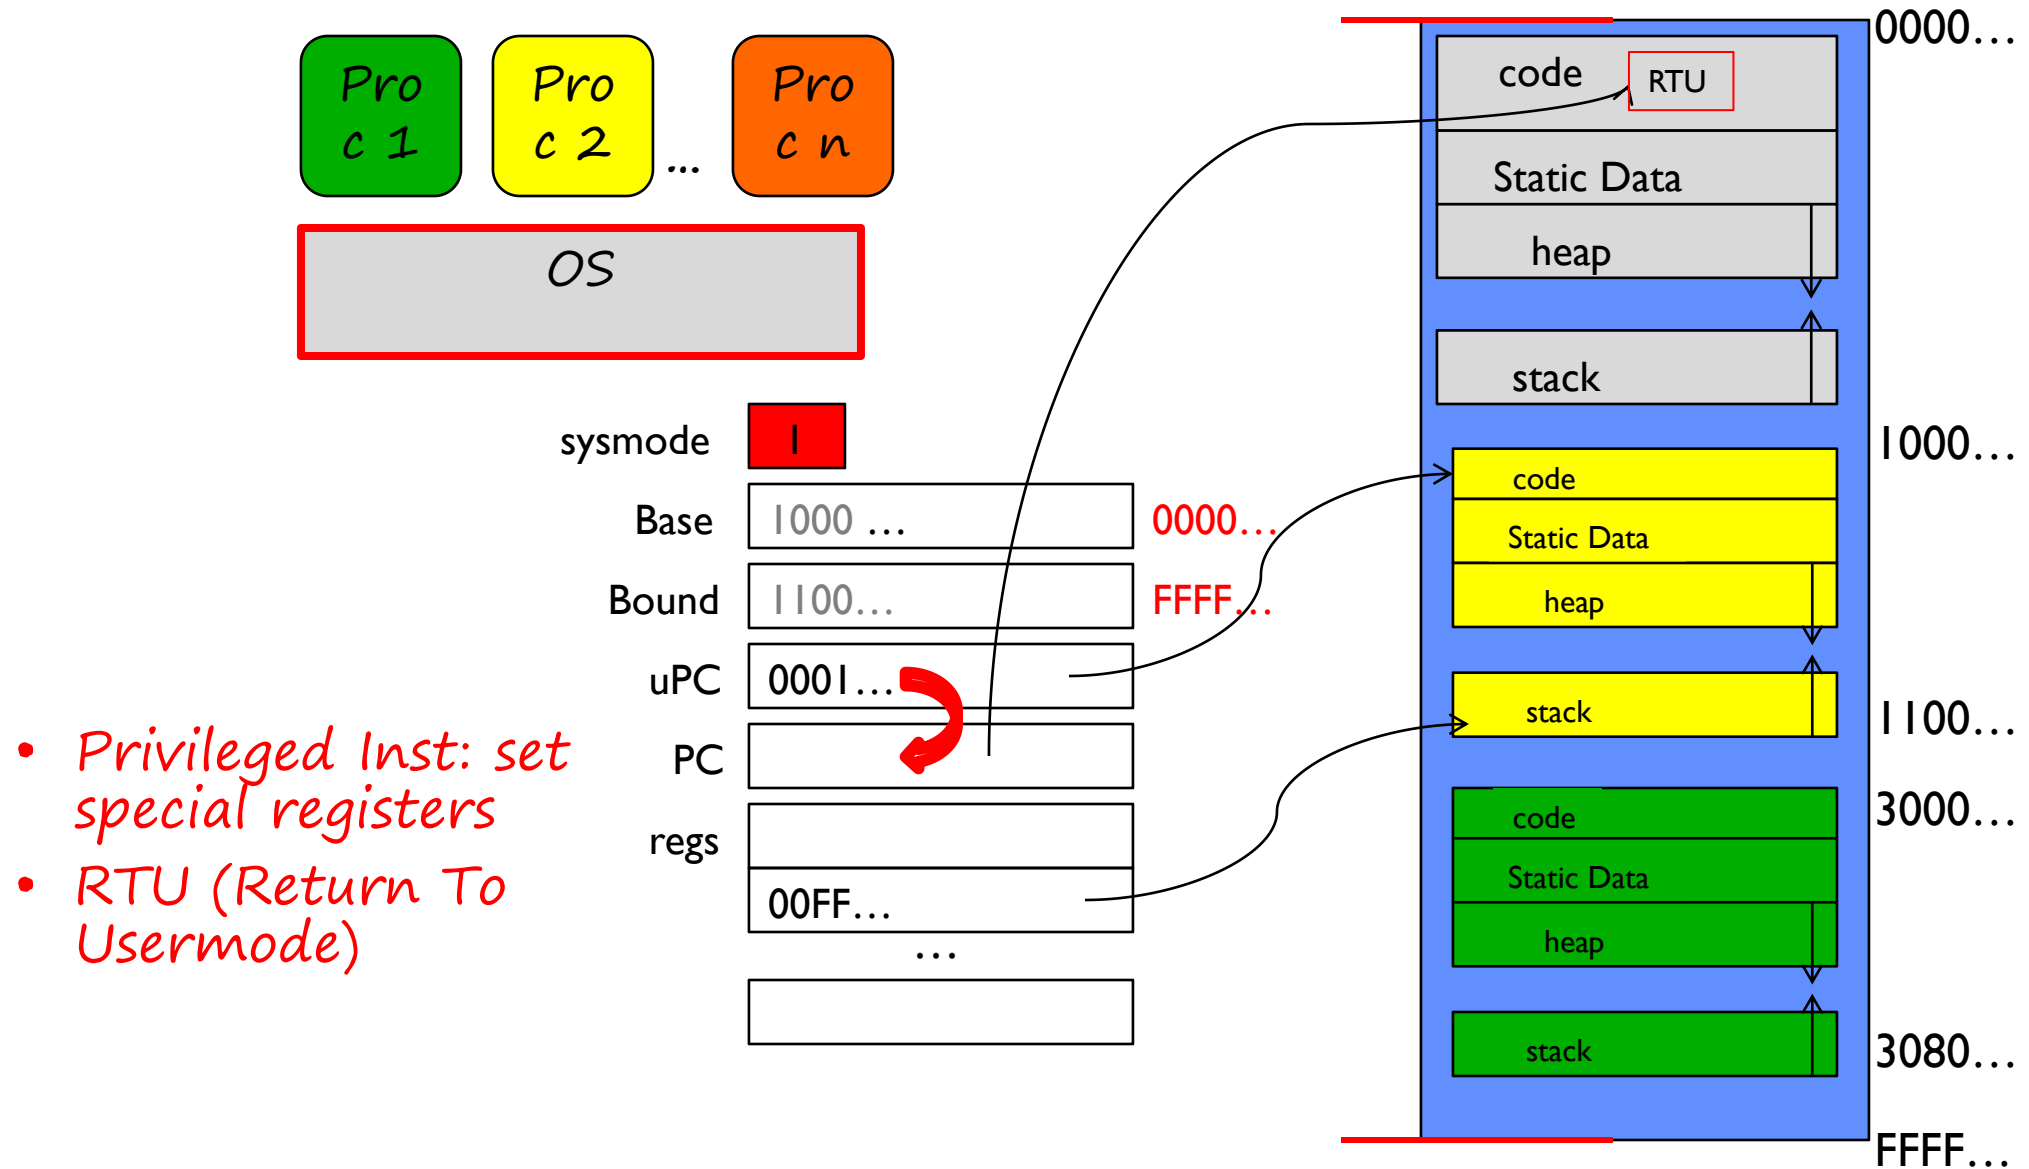 Pro
c 1
Pro
c 2
...
Pro
c n
OS
sysmode 1
Base 1000 … 0000…
Bound 1100… FFFF…
uPC 0001…
PC
regs
00FF…
…
• Privileged Inst: set
special registers
• RTU (Return To
Usermode)
0000…
code RTU
Static Data
heap
stack
1000…
code
Static Data
heap
stack
1100…
3000…
code
Static Data
heap
stack
3080…
FFFF…